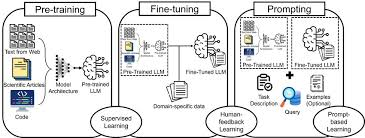 Pre-training
Text from Web
Scientific Articles
Code
Model
Architecture
Pre-trained
LLM
Supervised
Learning
Fine-tuning
Pre-Trained LLM
Fine-Tuned LLM
Domain-specific data
Human-
feedback
Learning
Prompting
Pre-Trained LLM
Fine-Tuned LLM
Task
Description
Query
Examples
(Optional)
Prompt-
based Learning